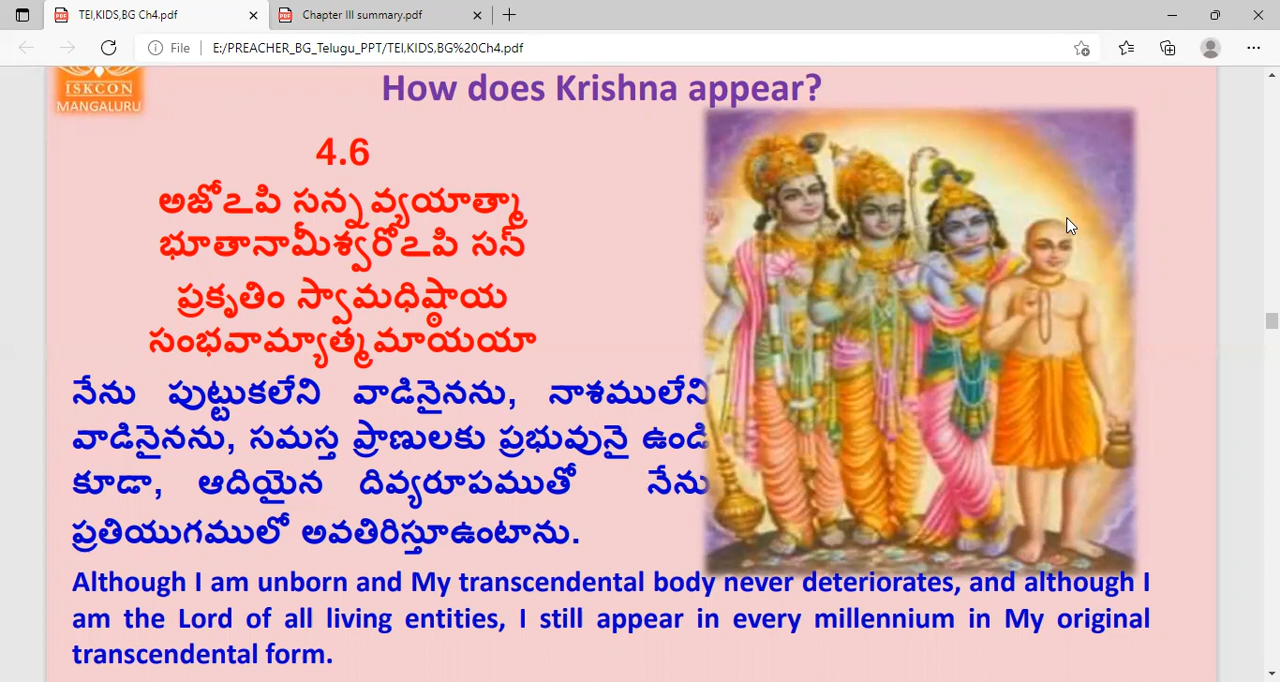 TEI,KIDS,BG Ch4.pdf
Chapter III summary.pdf
File
E:/PREACHER_BG_Telugu_PPT/TEI,KIDS,BG%20Ch4.pdf
ISKCON
MANGALURU
How does Krishna appear?
4.6
అజోఽపి సన్నవ్యయాత్మా
భూతానామీశ్వరోఽపి సన్
ప్రకృతిం స్వామధిష్ఠాయ
సంభవామ్యాత్మమాయయా
నేను పుట్టుకలేని వాడినైనను, నాశములేని
వాడినైనను, సమస్త ప్రాణులకు ప్రభువునై ఉండి
కూడా, ఆదియైన దివ్యరూపముతో నేను
ప్రతియుగములో అవతిరిస్తూఉంటాను.
Although I am unborn and My transcendental body never deteriorates, and although I
am the Lord of all living entities, I still appear in every millennium in My original
transcendental form.